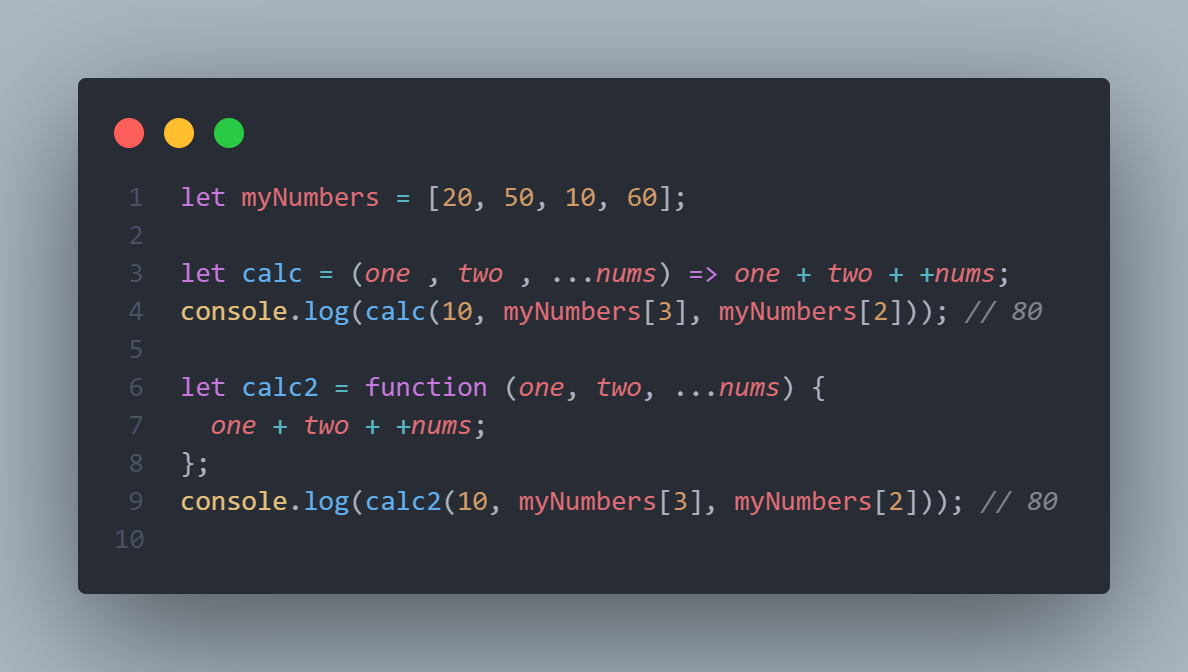 1 let myNumbers = [20, 50, 10, 60];
2
3 let calc = (one , two , ...nums) => one + two + +nums;
4 console.log(calc(10, myNumbers[3], myNumbers[2])); // 80
5
6 let calc2 = function (one, two, ...nums) {
7   one + two + +nums;
8 };
9 console.log(calc2(10, myNumbers[3], myNumbers[2])); // 80
10